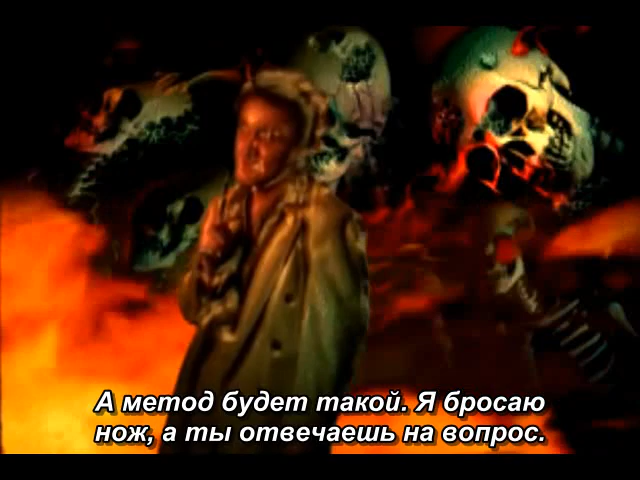 А метод будет такой. Я бросаю
нож, а ты отвечаешь на вопрос.